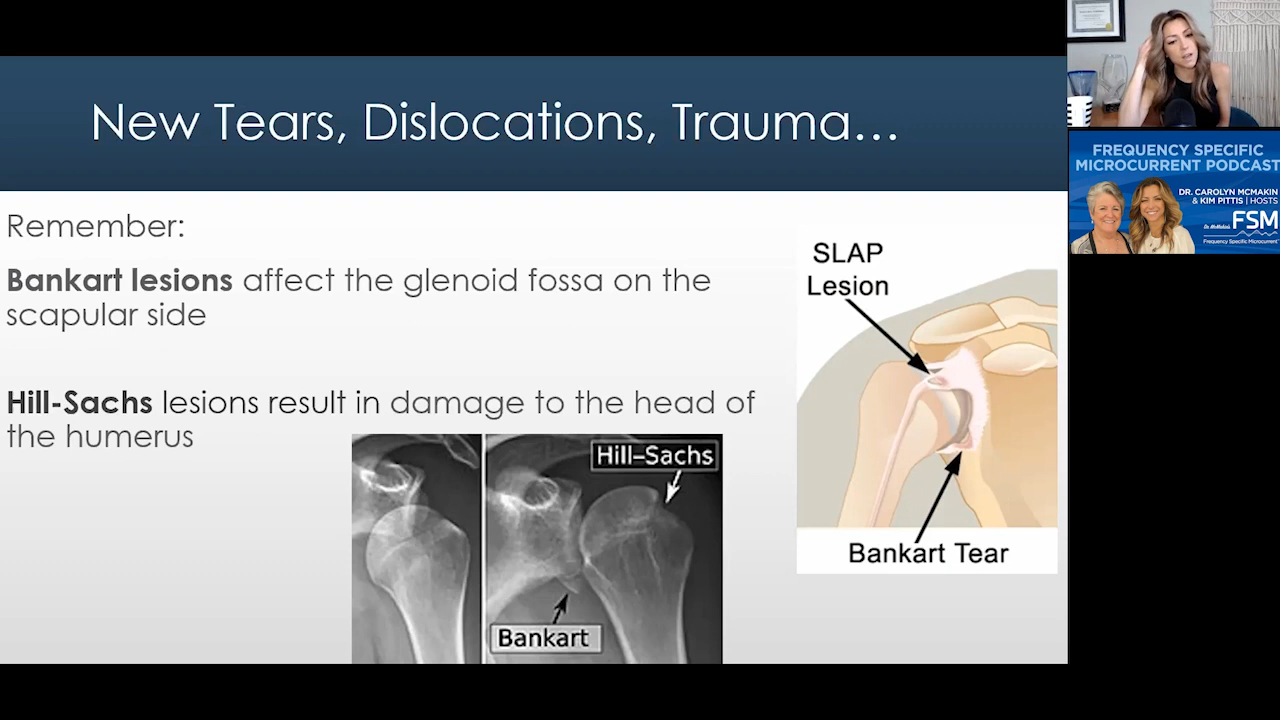 New Tears, Dislocations, Trauma...
Remember:
Bankart lesions affect the glenoid fossa on the
scapular side
Hill-Sachs lesions result in damage to the head of
the humerus
Hill–Sachs
Bankart
SLAP
Lesion
Bankart Tear
FREQUENCY SPECIFIC
MICROCURRENT PODCAST
DR. CAROLYN MCMAKIN
& KIM PITTIS | HOSTS
Dr. McMakin's FSM
Frequency Specific Microcurrent